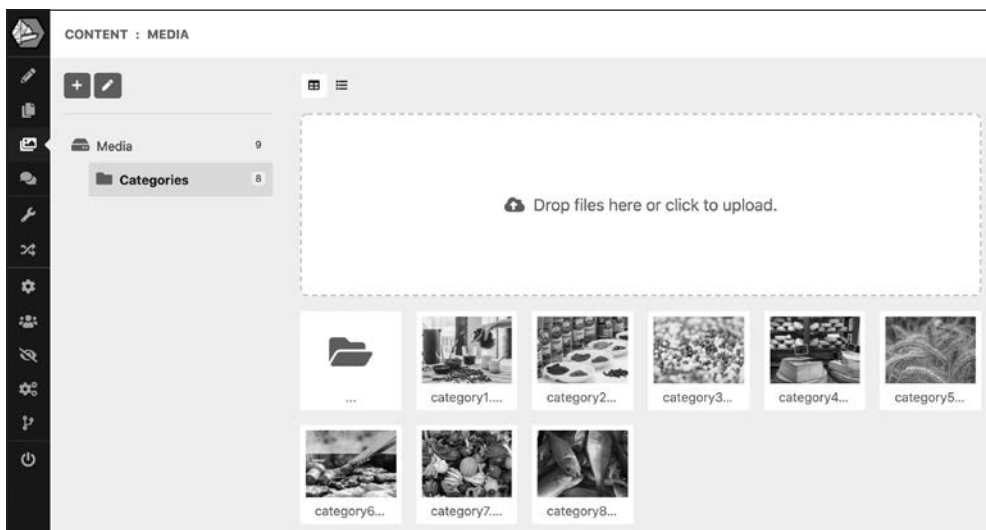 CONTENT : MEDIA
Media 9
Categories 8
Drop files here or click to upload.
...
category1....
category2...
category3...
category4...
category5...
category6...
category7....
category8...